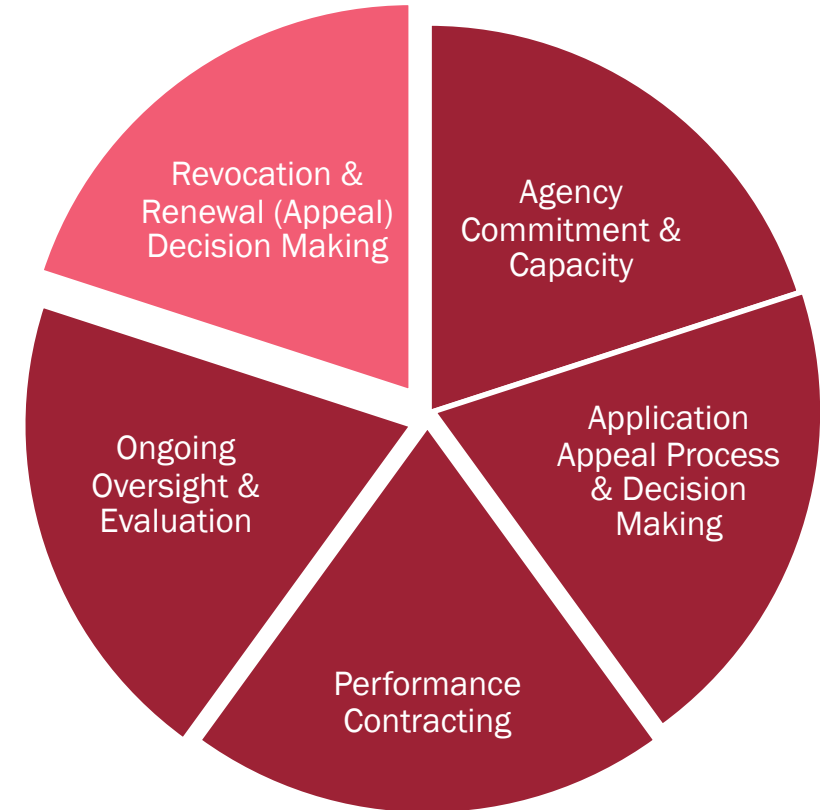 Revocation &
Renewal (Appeal)
Decision Making
Agency
Commitment &
Capacity
Application
Appeal Process
& Decision
Making
Performance
Contracting
Ongoing
Oversight &
Evaluation